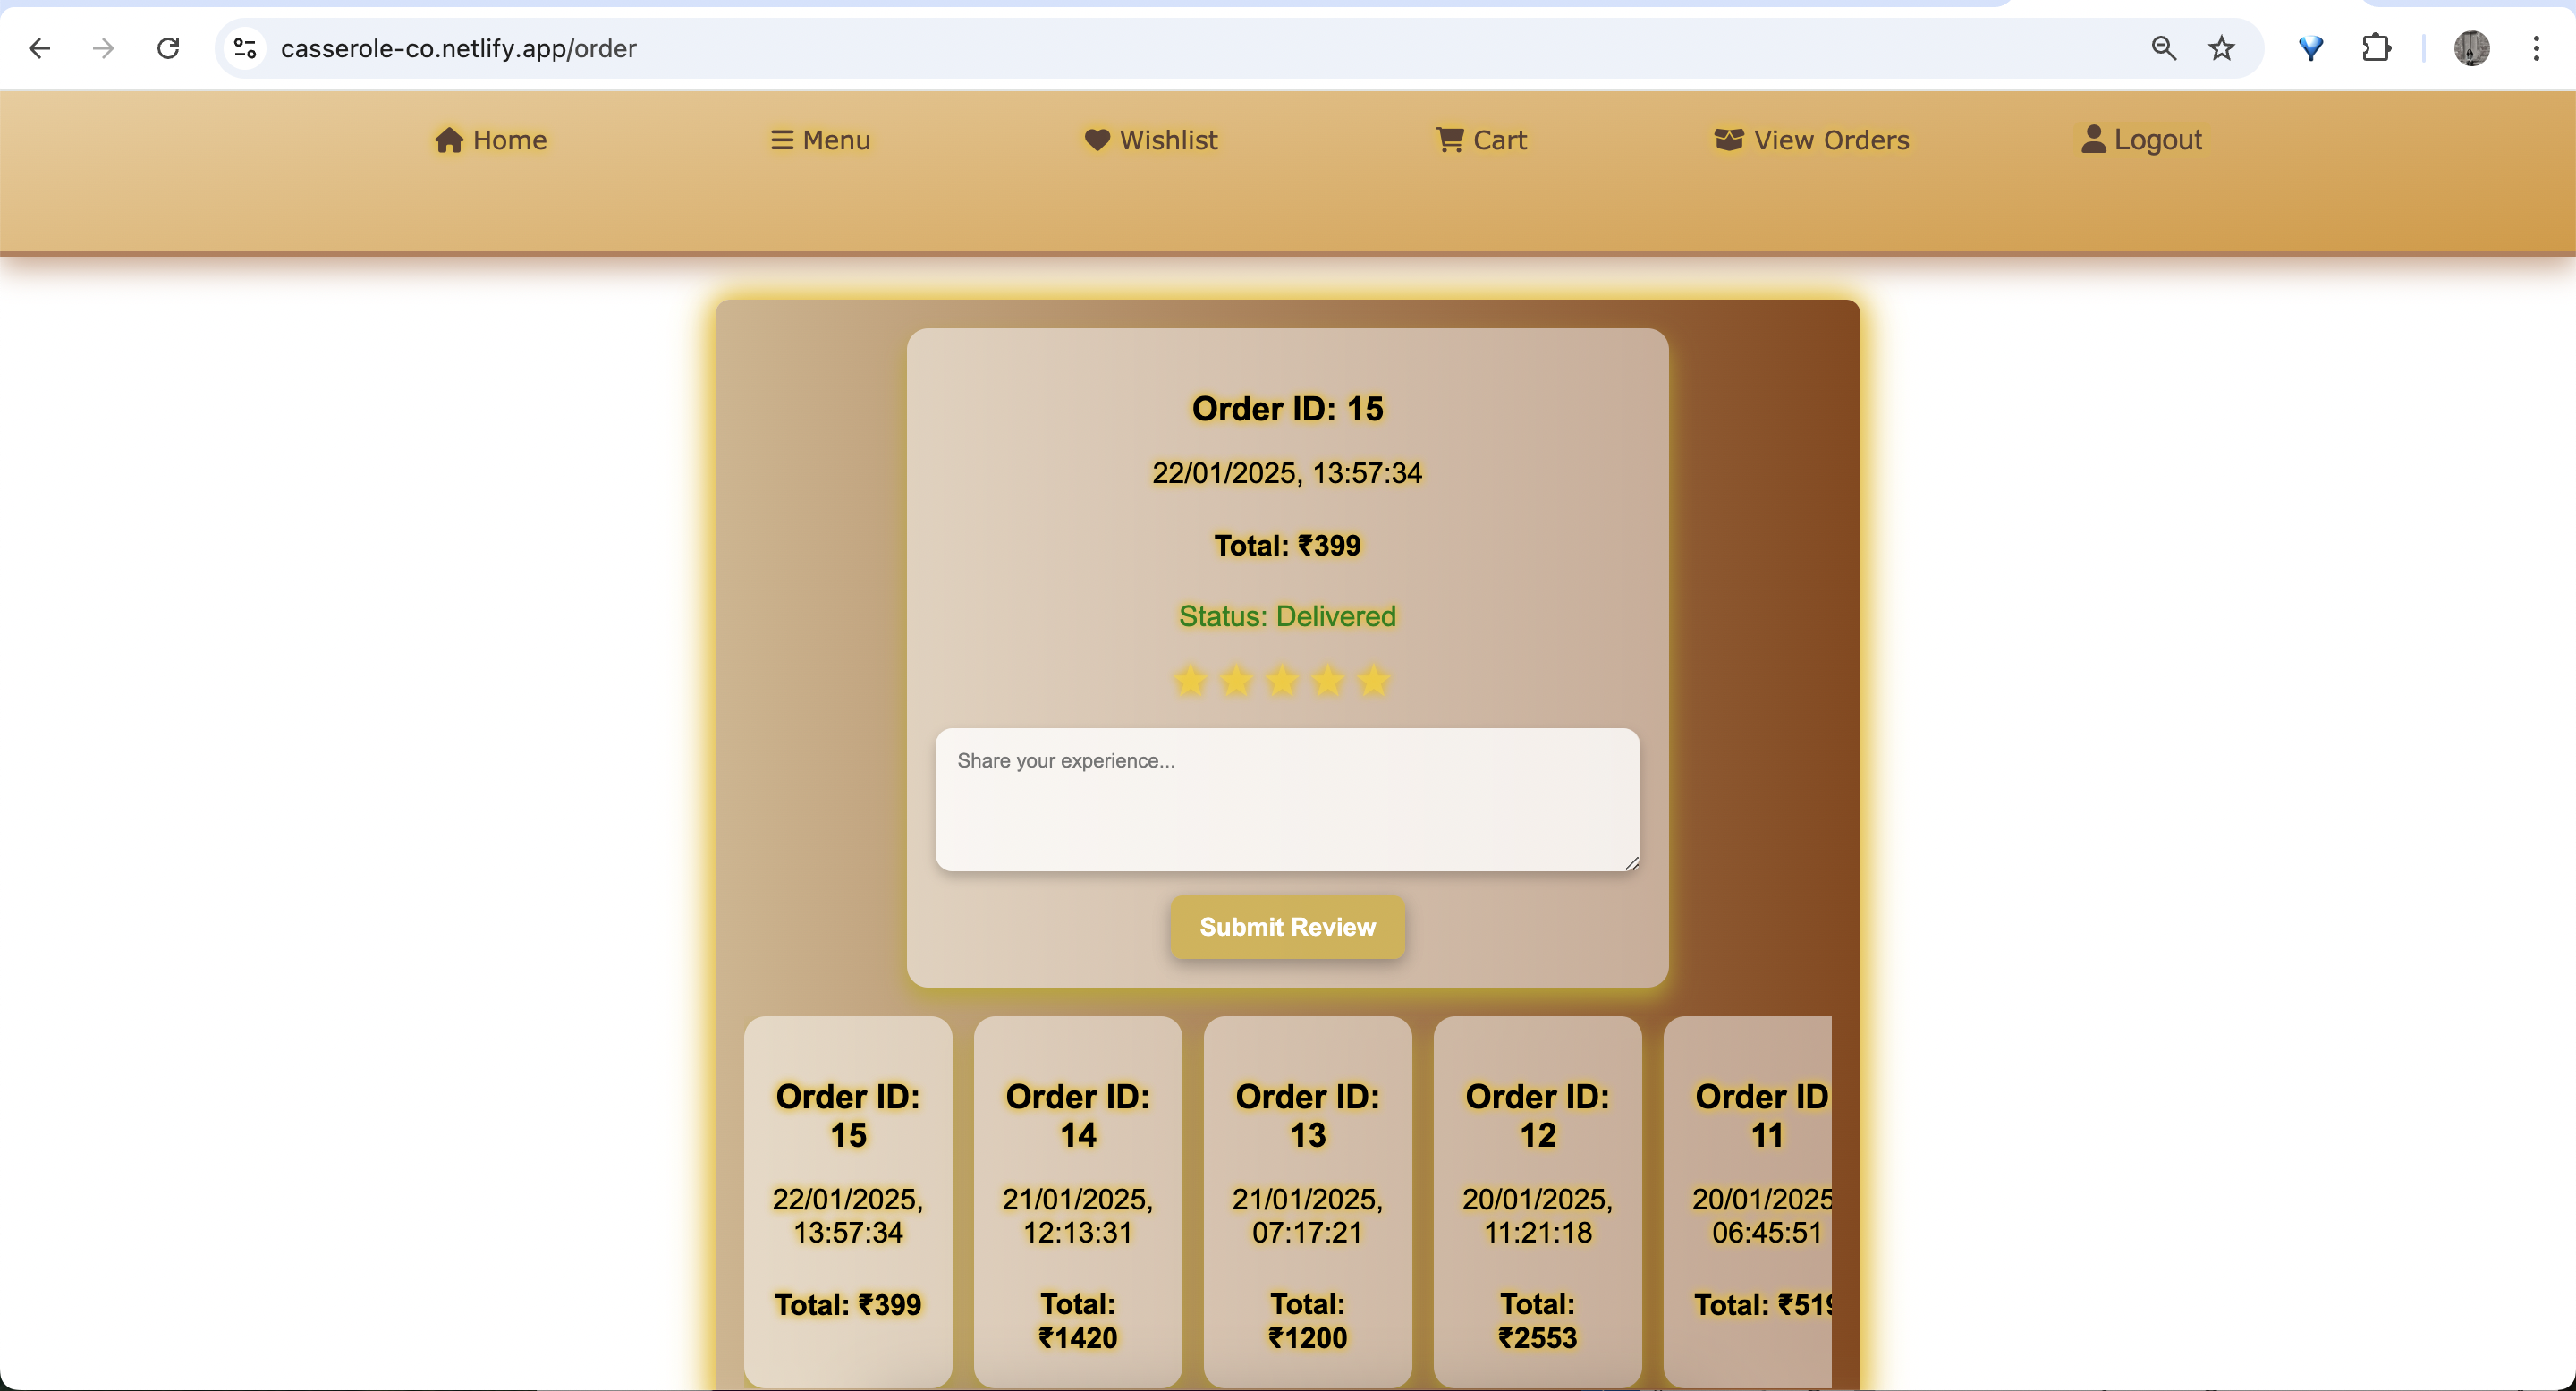 casserole-co.netlify.app/order
Home
Menu
Wishlist
Cart
View Orders
Logout
Order ID: 15
22/01/2025, 13:57:34
Total: ₹399
Status: Delivered
Share your experience...
Submit Review
Order ID:
15
22/01/2025,
13:57:34
Total: ₹399
Order ID:
14
21/01/2025,
12:13:31
Total:
₹1420
Order ID:
13
21/01/2025,
07:17:21
Total:
₹1200
Order ID:
12
20/01/2025,
11:21:18
Total:
₹2553
Order ID
11
20/01/2025
06:45:51
Total: ₹519